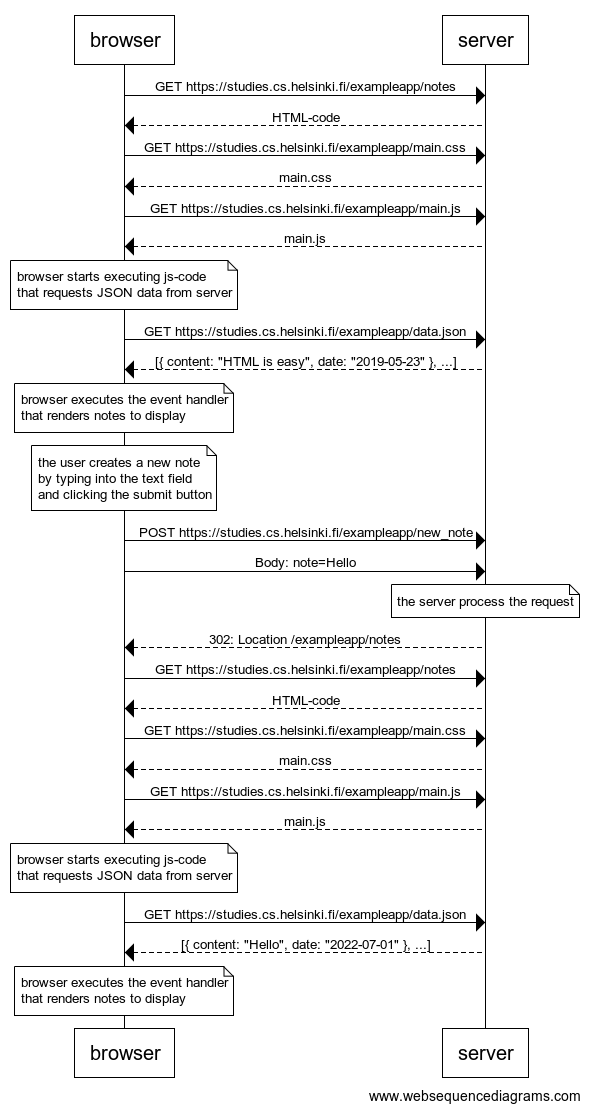 browser server
GET https://studies.cs.helsinki.fi/exampleapp/notes
HTML-code
GET https://studies.cs.helsinki.fi/exampleapp/main.css
main.css
GET https://studies.cs.helsinki.fi/exampleapp/main.js
main.js
browser starts executing js-code
that requests JSON data from server
GET https://studies.cs.helsinki.fi/exampleapp/data.json
[{ content: "HTML is easy", date: "2019-05-23" }, ...]
browser executes the event handler
that renders notes to display
the user creates a new note
by typing into the text field
and clicking the submit button
POST https://studies.cs.helsinki.fi/exampleapp/new_note
Body: note=Hello
the server process the request
302: Location /exampleapp/notes
GET https://studies.cs.helsinki.fi/exampleapp/notes
HTML-code
GET https://studies.cs.helsinki.fi/exampleapp/main.css
main.css
GET https://studies.cs.helsinki.fi/exampleapp/main.js
main.js
browser starts executing js-code
that requests JSON data from server
GET https://studies.cs.helsinki.fi/exampleapp/data.json
[{ content: "Hello", date: "2022-07-01" }, ...]
browser executes the event handler
that renders notes to display
browser server
www.websequencediagrams.com